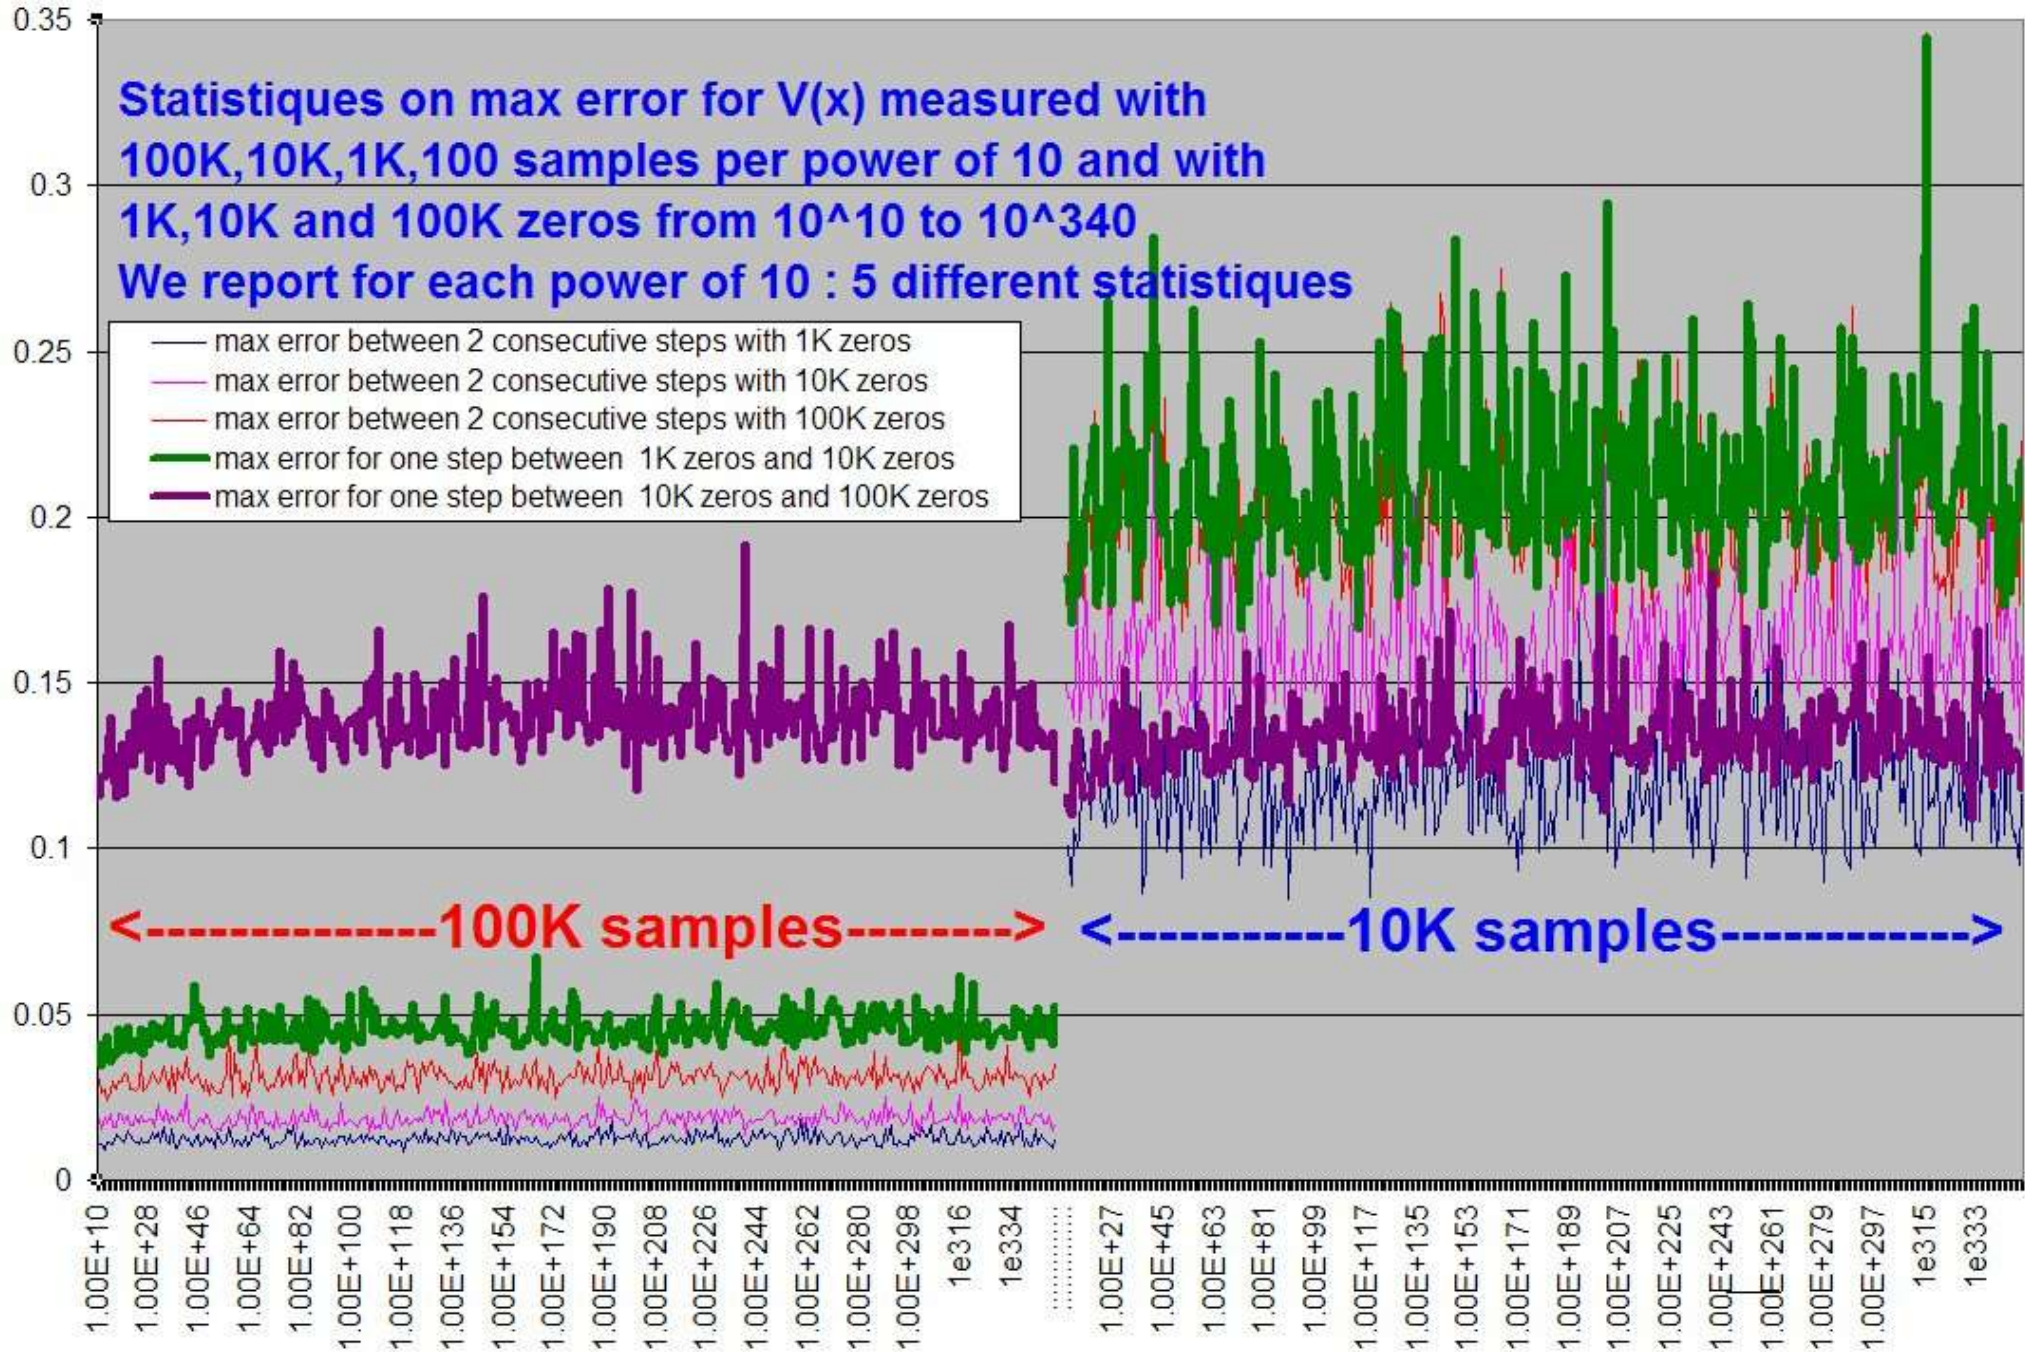 0.35
0.3
0.25
0.2
0.15
0.1
0.05
0
Statistiques on max error for V(x) measured with
100K,10K,1K,100 samples per power of 10 and with
1K,10K and 100K zeros from 10^10 to 10^340
We report for each power of 10 : 5 different statistiques
max error between 2 consecutive steps with 1K zeros
max error between 2 consecutive steps with 10K zeros
max error between 2 consecutive steps with 100K zeros
max error for one step between 1K zeros and 10K zeros
max error for one step between 10K zeros and 100K zeros
<--------------100K samples-------->
<-----------10K samples------------>
1.00E+10
1.00E+28
1.00E+46
1.00E+64
1.00E+82
1.00E+100
1.00E+118
1.00E+136
1.00E+154
1.00E+172
1.00E+190
1.00E+208
1.00E+226
1.00E+244
1.00E+262
1.00E+280
1.00E+298
1e316
1e334
1.00E+27
1.00E+45
1.00E+63
1.00E+81
1.00E+99
1.00E+117
1.00E+135
1.00E+153
1.00E+171
1.00E+189
1.00E+207
1.00E+225
1.00E+243
1.00E+261
1.00E+279
1.00E+297
1e315
1e333